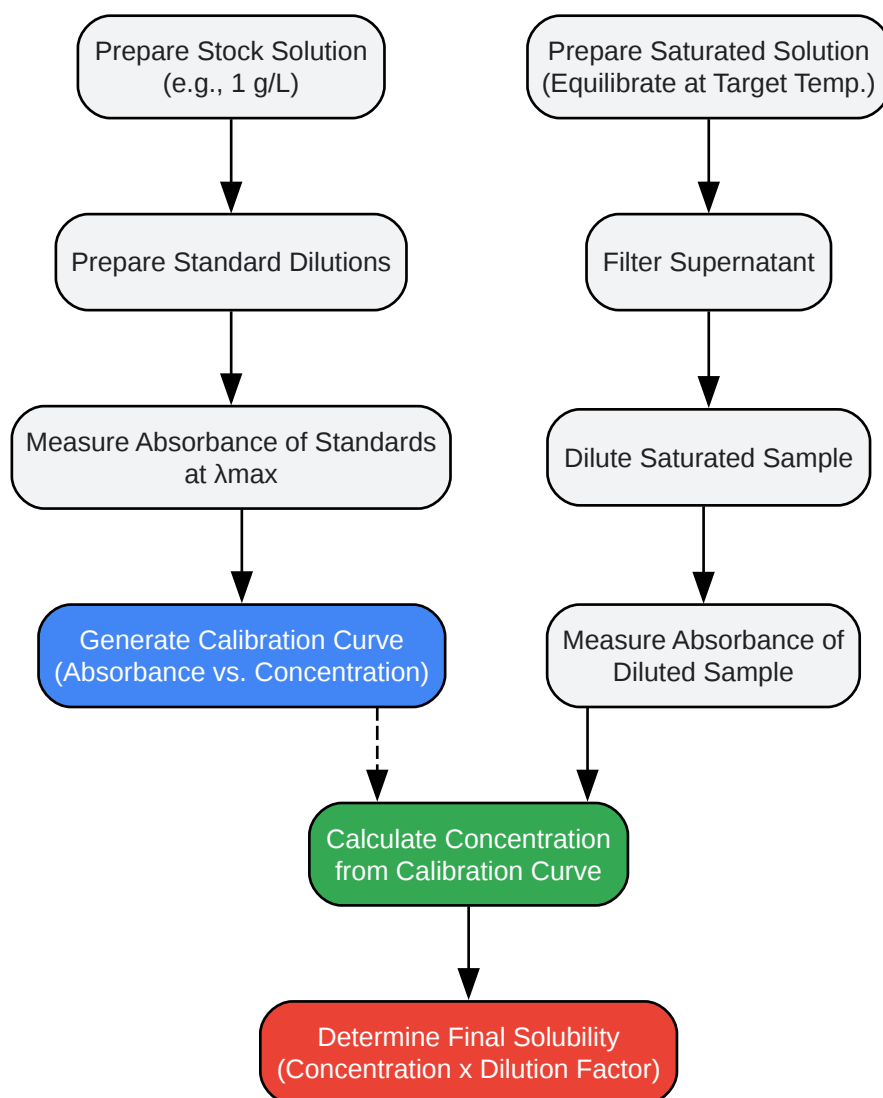 Prepare Stock Solution
(e.g., 1 g/L)
Prepare Saturated Solution
(Equilibrate at Target Temp.)
Prepare Standard Dilutions
Filter Supernatant
Measure Absorbance of Standards
at λmax
Dilute Saturated Sample
Generate Calibration Curve
(Absorbance vs. Concentration)
Measure Absorbance of
Diluted Sample
Calculate Concentration
from Calibration Curve
Determine Final Solubility
(Concentration x Dilution Factor)